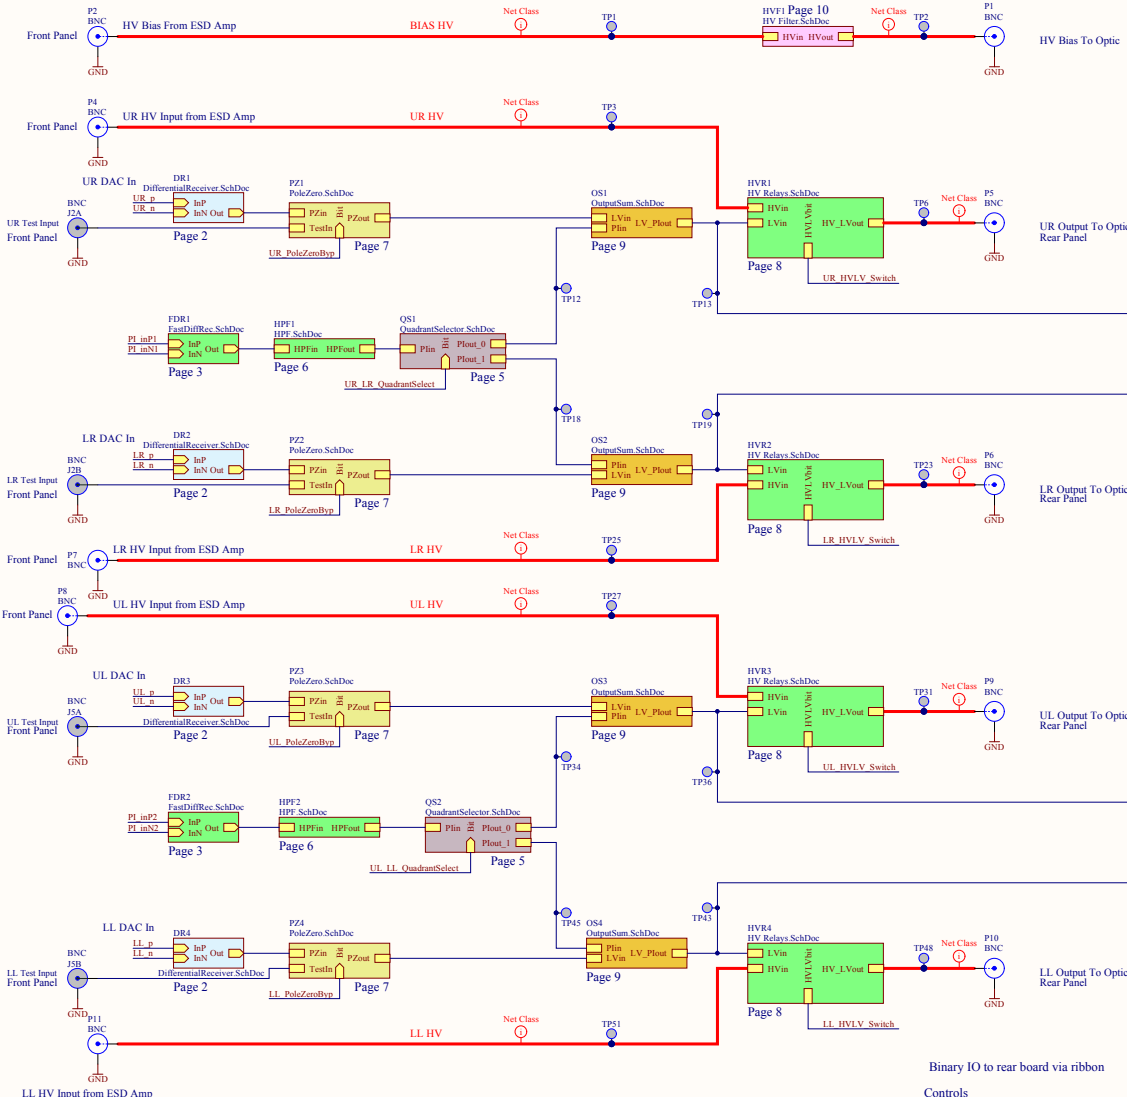 P2
BNC
HV Bias From ESD Amp
BIAS HV
Net Class
i
TP1
HVF1 Page 10
HV Filter.SchDoc
HVin HVout
Net Class
i
TP2
P1
BNC
Front Panel
GND
GND
HV Bias To Optic
P4
BNC
UR HV Input from ESD Amp
UR HV
Net Class
i
TP3
Front Panel
GND
UR DAC In
DR1
DifferentialReceiver.SchDoc
UR_p
UR_n
InP
InN Out
Page 2
PZ1
PoleZero.SchDoc
PZin
TestIn
Bit
PZout
Page 7
UR_PoleZeroByp
BNC
J2A
UR Test Input
Front Panel
GND
OS1
OutputSum.SchDoc
LVin
PIin
LV_PIout
Page 9
HVR1
HV Relays.SchDoc
HVin
LVin
HVLVbit
HV_LVout
Page 8
UR_HVLV_Switch
TP6
Net Class
i
P5
BNC
GND
UR Output To Optic
Rear Panel
TP12
TP13
FDR1
FastDiffRec.SchDoc
PI_inP1
PI_inN1
InP
InN
Out
Page 3
HPF1
HPF.SchDoc
HPFin HPFout
Page 6
QS1
QuadrantSelector.SchDoc
PIin
Bit
PIout_0
PIout_1
Page 5
UR_LR_QuadrantSelect
TP18
TP19
LR DAC In
DR2
DifferentialReceiver.SchDoc
LR_p
LR_n
InP
InN Out
Page 2
PZ2
PoleZero.SchDoc
PZin
TestIn
Bit
PZout
Page 7
LR_PoleZeroByp
BNC
J2B
LR Test Input
Front Panel
GND
OS2
OutputSum.SchDoc
PIin
LVin
LV_PIout
Page 9
HVR2
HV Relays.SchDoc
LVin
HVin
HVLVbit
HV_LVout
Page 8
LR_HVLV_Switch
TP23
Net Class
i
P6
BNC
GND
LR Output To Optic
Rear Panel
Front Panel
P7
BNC
LR HV Input from ESD Amp
LR HV
Net Class
i
TP25
GND
P8
BNC
Front Panel
UL HV Input from ESD Amp
UL HV
Net Class
i
TP27
GND
UL DAC In
DR3
UL_p
UL_n
InP
InN
Out
DifferentialReceiver.SchDoc
Page 2
PZ3
PoleZero.SchDoc
PZin
TestIn
Bit
PZout
Page 7
UL_PoleZeroByp
BNC
J5A
UL Test Input
Front Panel
GND
OS3
OutputSum.SchDoc
LVin
PIin
LV_PIout
Page 9
HVR3
HV Relays.SchDoc
HVin
LVin
HVLVbit
HV_LVout
Page 8
UL_HVLV_Switch
TP31
Net Class
i
P9
BNC
GND
UL Output To Optic
Rear Panel
TP34
TP36
FDR2
FastDiffRec.SchDoc
PI_inP2
PI_inN2
InP
InN
Out
Page 3
HPF2
HPF.SchDoc
HPFin HPFout
Page 6
QS2
QuadrantSelector.SchDoc
PIin
Bit
PIout_0
PIout_1
Page 5
UL_LL_QuadrantSelect
TP45
TP43
LL DAC In
DR4
LL_p
LL_n
InP
InN
Out
DifferentialReceiver.SchDoc
Page 2
PZ4
PoleZero.SchDoc
PZin
TestIn
Bit
PZout
Page 7
LL_PoleZeroByp
BNC
J5B
LL Test Input
Front Panel
GND
OS4
OutputSum.SchDoc
PIin
LVin
LV_PIout
Page 9
HVR4
HV Relays.SchDoc
LVin
HVin
HVLVbit
HV_LVout
Page 8
LL_HVLV_Switch
TP48
Net Class
i
P10
BNC
GND
LL Output To Optic
Rear Panel
P11
BNC
LL HV
Net Class
i
TP51
GND
LL HV Input from ESD Amp
Binary IO to rear board via ribbon
Controls